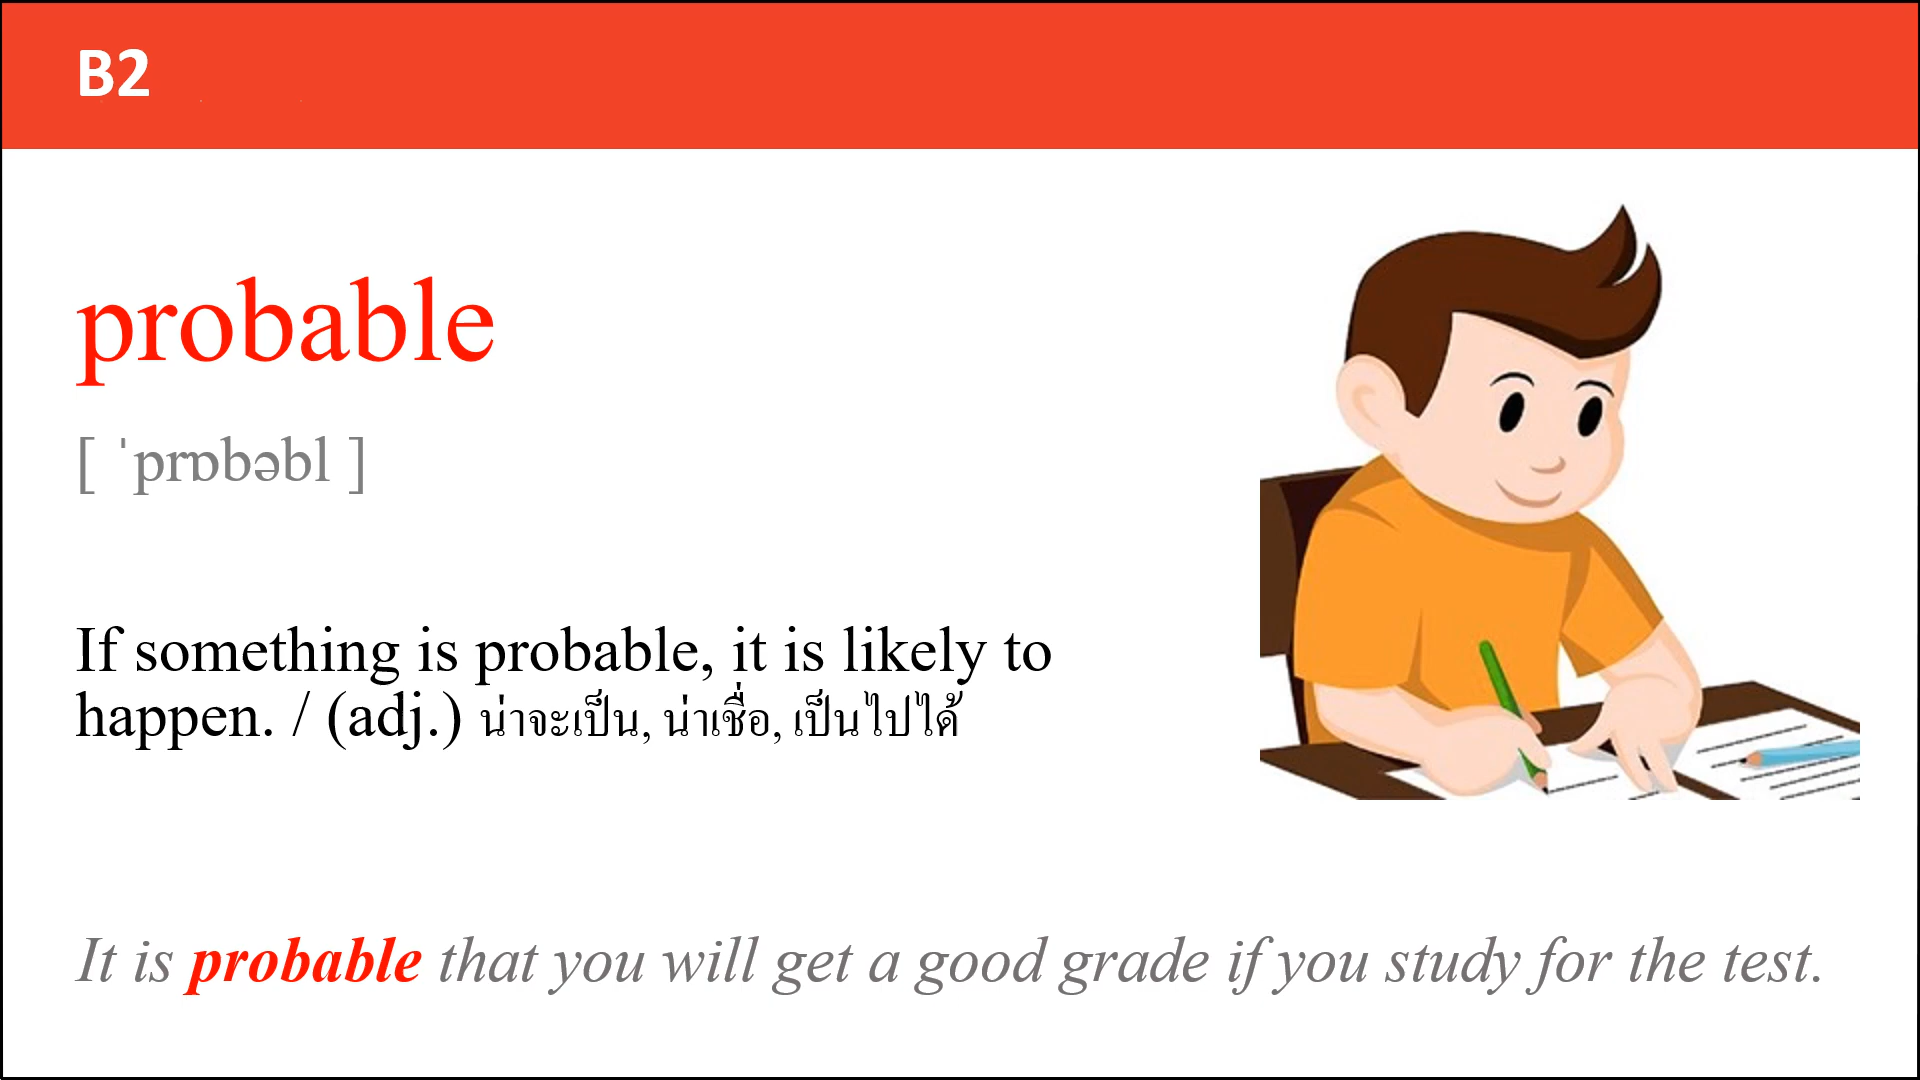 B2
probable
[ ˈprɒbəbl ]
If something is probable, it is likely to
happen. / (adj.) น่าจะเป็น, น่าเชื่อ, เป็นไปได้
It is probable that you will get a good grade if you study for the test.